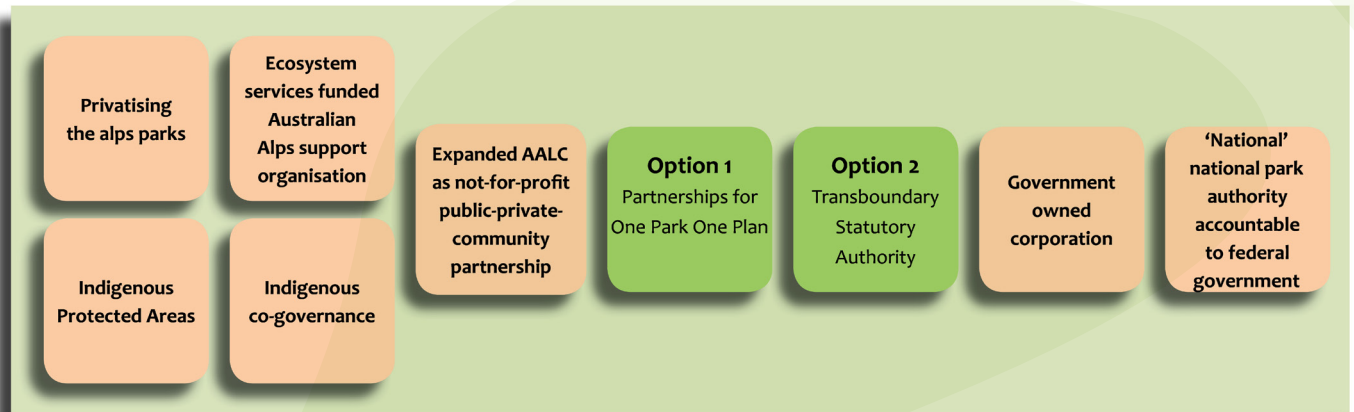 Privatising
the alps parks
Ecosystem
services funded
Australian
Alps support
organisation
Indigenous
Protected Areas
Indigenous
co-governance
Expanded AALC
as not-for-profit
public-private-
community
partnership
Option 1
Partnerships for
One Park One Plan
Option 2
Transboundary
Statutory
Authority
Government
owned
corporation
‘National’
national park
authority
accountable
to federal
government